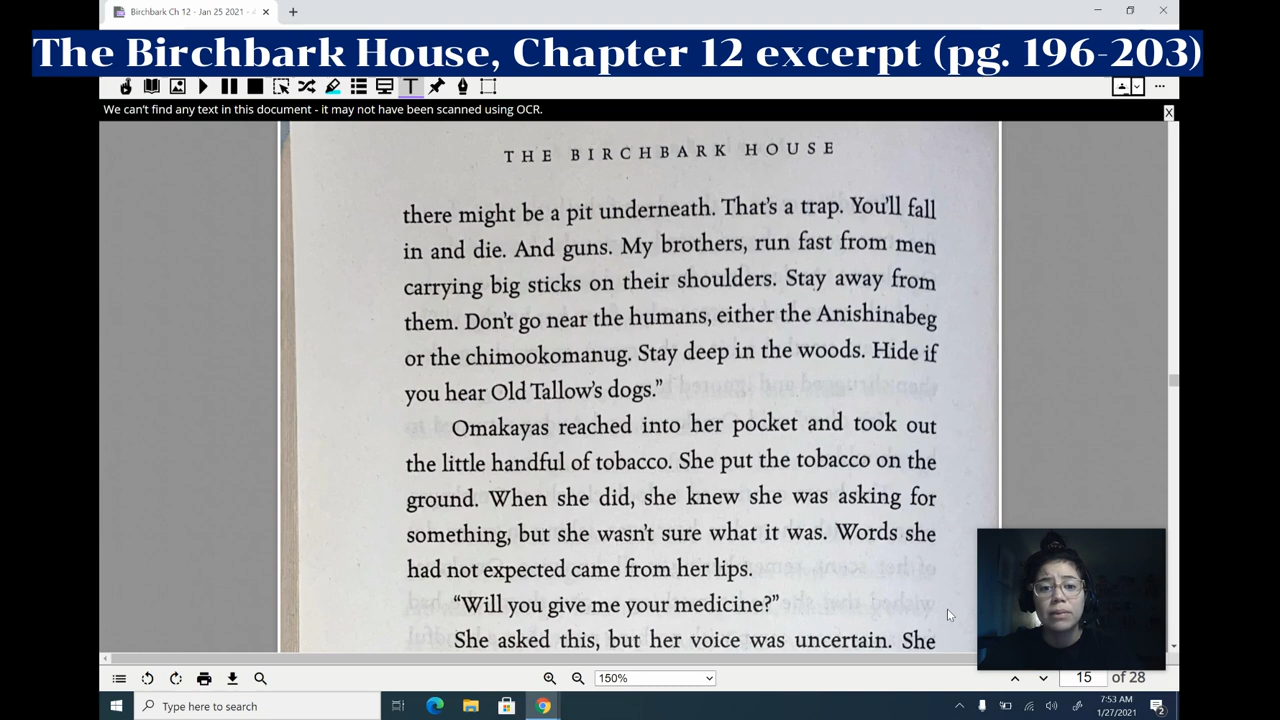 Birchbark Ch 12 - Jan 25 2021 -
The Birchbark House, Chapter 12 excerpt (pg. 196-203)
We can't find any text in this document - it may not have been scanned using OCR.
X
THE BIRCHBARK HOUSE
there might be a pit underneath. That's a trap. You'll fall
in and die. And guns. My brothers, run fast from men
carrying big sticks on their shoulders. Stay away from
them. Don't go near the humans, either the Anishinabeg
or the chimookomanug. Stay deep in the woods. Hide if
you hear Old Tallow's dogs."
Omakayas reached into her pocket and took out
the little handful of tobacco. She put the tobacco on the
ground. When she did, she knew she was asking for
something, but she wasn't sure what it was. Words she
had not expected came from her lips.
"Will you give me your medicine?"
She asked this, but her voice was uncertain. She
150%
15 of 28
Type here to search
7:53 AM
1/27/2021
2